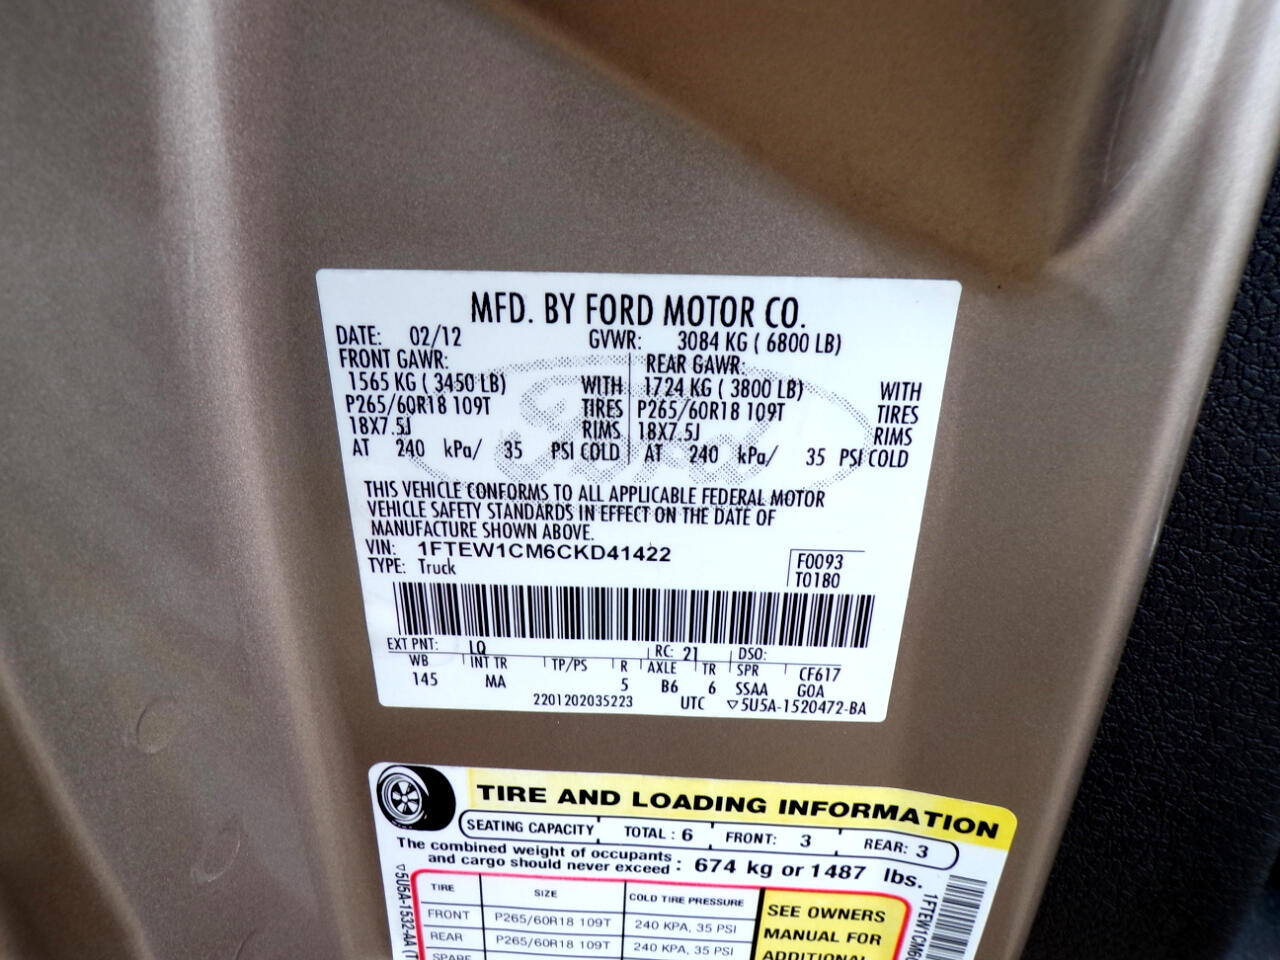 MFD. BY FORD MOTOR CO.
DATE: 02/12 GVWR: 3084 KG ( 6800 LB)
FRONT GAWR: REAR GAWR:
1565 KG ( 3450 LB) WITH 1724 KG ( 3800 LB) WITH
P265/60R18 109T TIRES P265/60R18 109T TIRES
18X7.5J RIMS 18X7.5J RIMS
AT 240 kPa/ 35 PSI COLD AT 240 kPa/ 35 PSI COLD
Ford
THIS VEHICLE CONFORMS TO ALL APPLICABLE FEDERAL MOTOR
VEHICLE SAFETY STANDARDS IN EFFECT ON THE DATE OF
MANUFACTURE SHOWN ABOVE.
VIN: 1FTEW1CM6CKD41422
TYPE: Truck
F0093
T0180
EXT PNT: LQ RC: 21 DSO:
WB INT TR TP/PS R AXLE TR SPR CF617
145 MA 5 B6 6 SSAA GOA
2201202035223 UTC ▽5U5A-1520472-BA
TIRE AND LOADING INFORMATION
SEATING CAPACITY TOTAL : 6 FRONT: 3 REAR: 3
The combined weight of occupants
and cargo should never exceed : 674 kg or 1487 lbs.
TIRE SIZE COLD TIRE PRESSURE
FRONT P265/60R18 109T 240 KPA, 35 PSI
REAR P265/60R18 109T 240 KPA, 35 PSI
SPARE
SEE OWNERS
MANUAL FOR
ADDITIONAL
▽5U5A-1532-AA (T
1FTEW1CM6